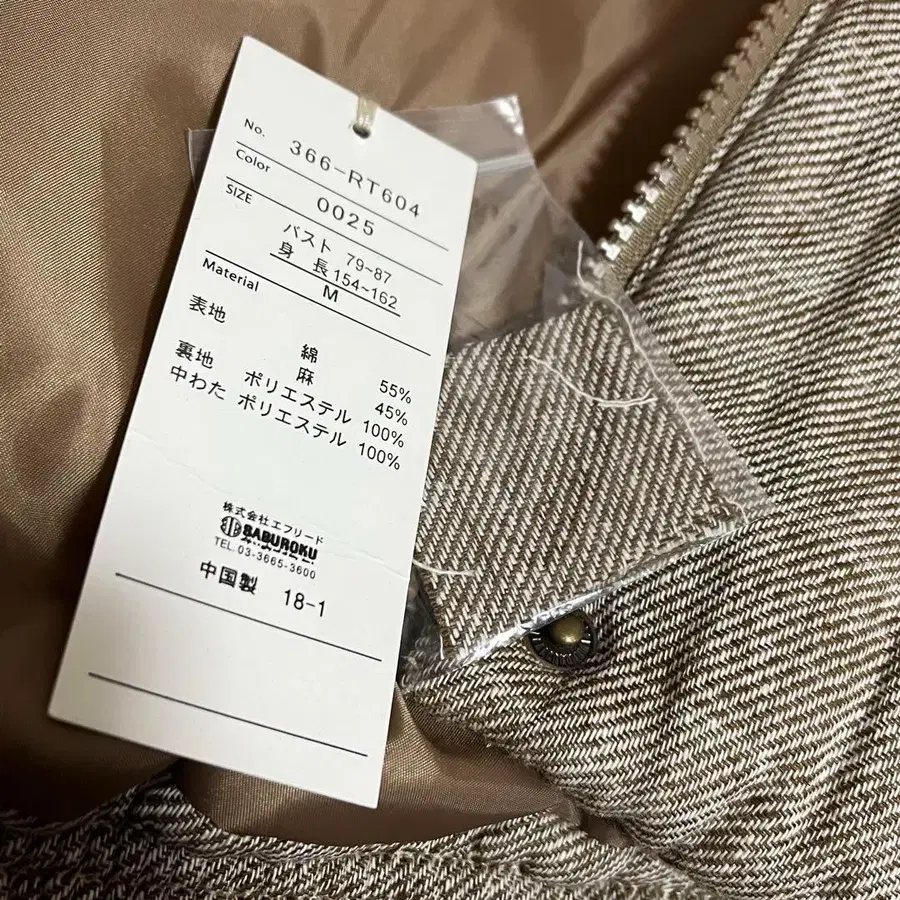 No. 366-RT604
Color 0025
SIZE バスト 79~87
身 長 154~162
M
Material
表地 綿 55%
麻 45%
裏地 ポリエステル 100%
中わた ポリエステル 100%
株式会社エフリード
SABUROKU
TEL. 03-3665-3600
中国製 18-1